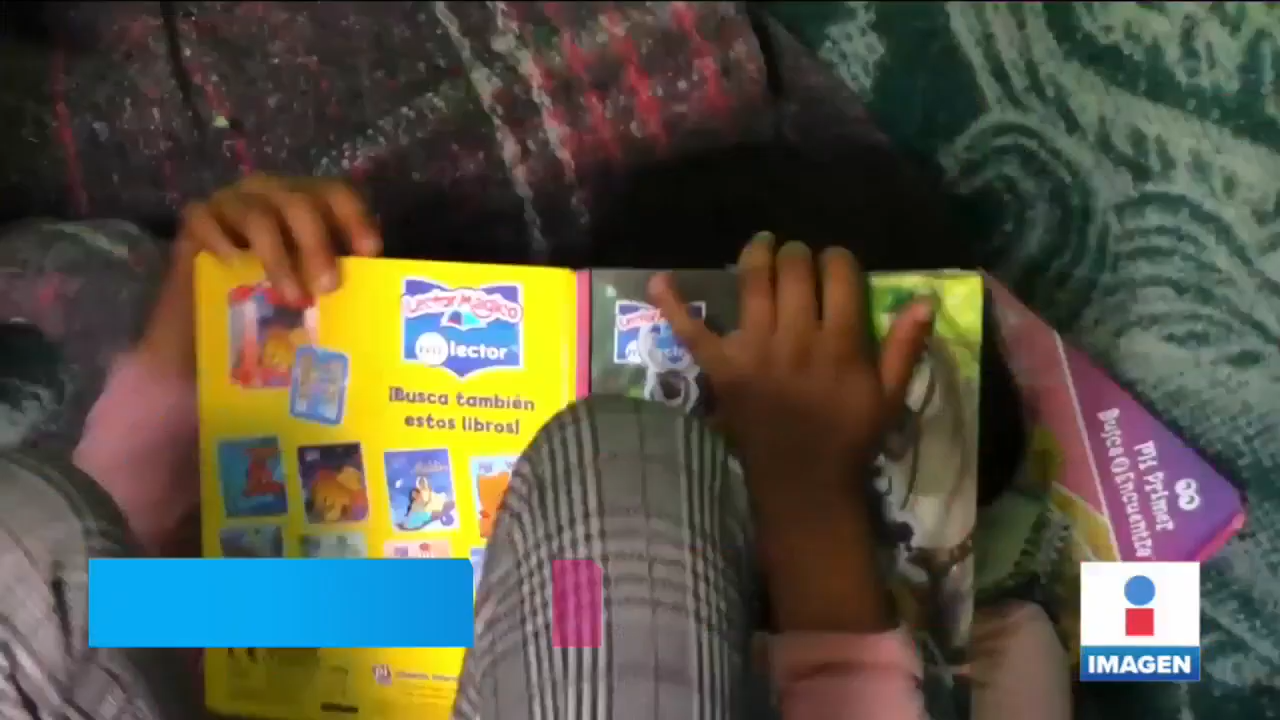 Lector Mágico
mi lector
¡Busca también
estos libros!
Mi Primer
Busca y Encuentra
IMAGEN